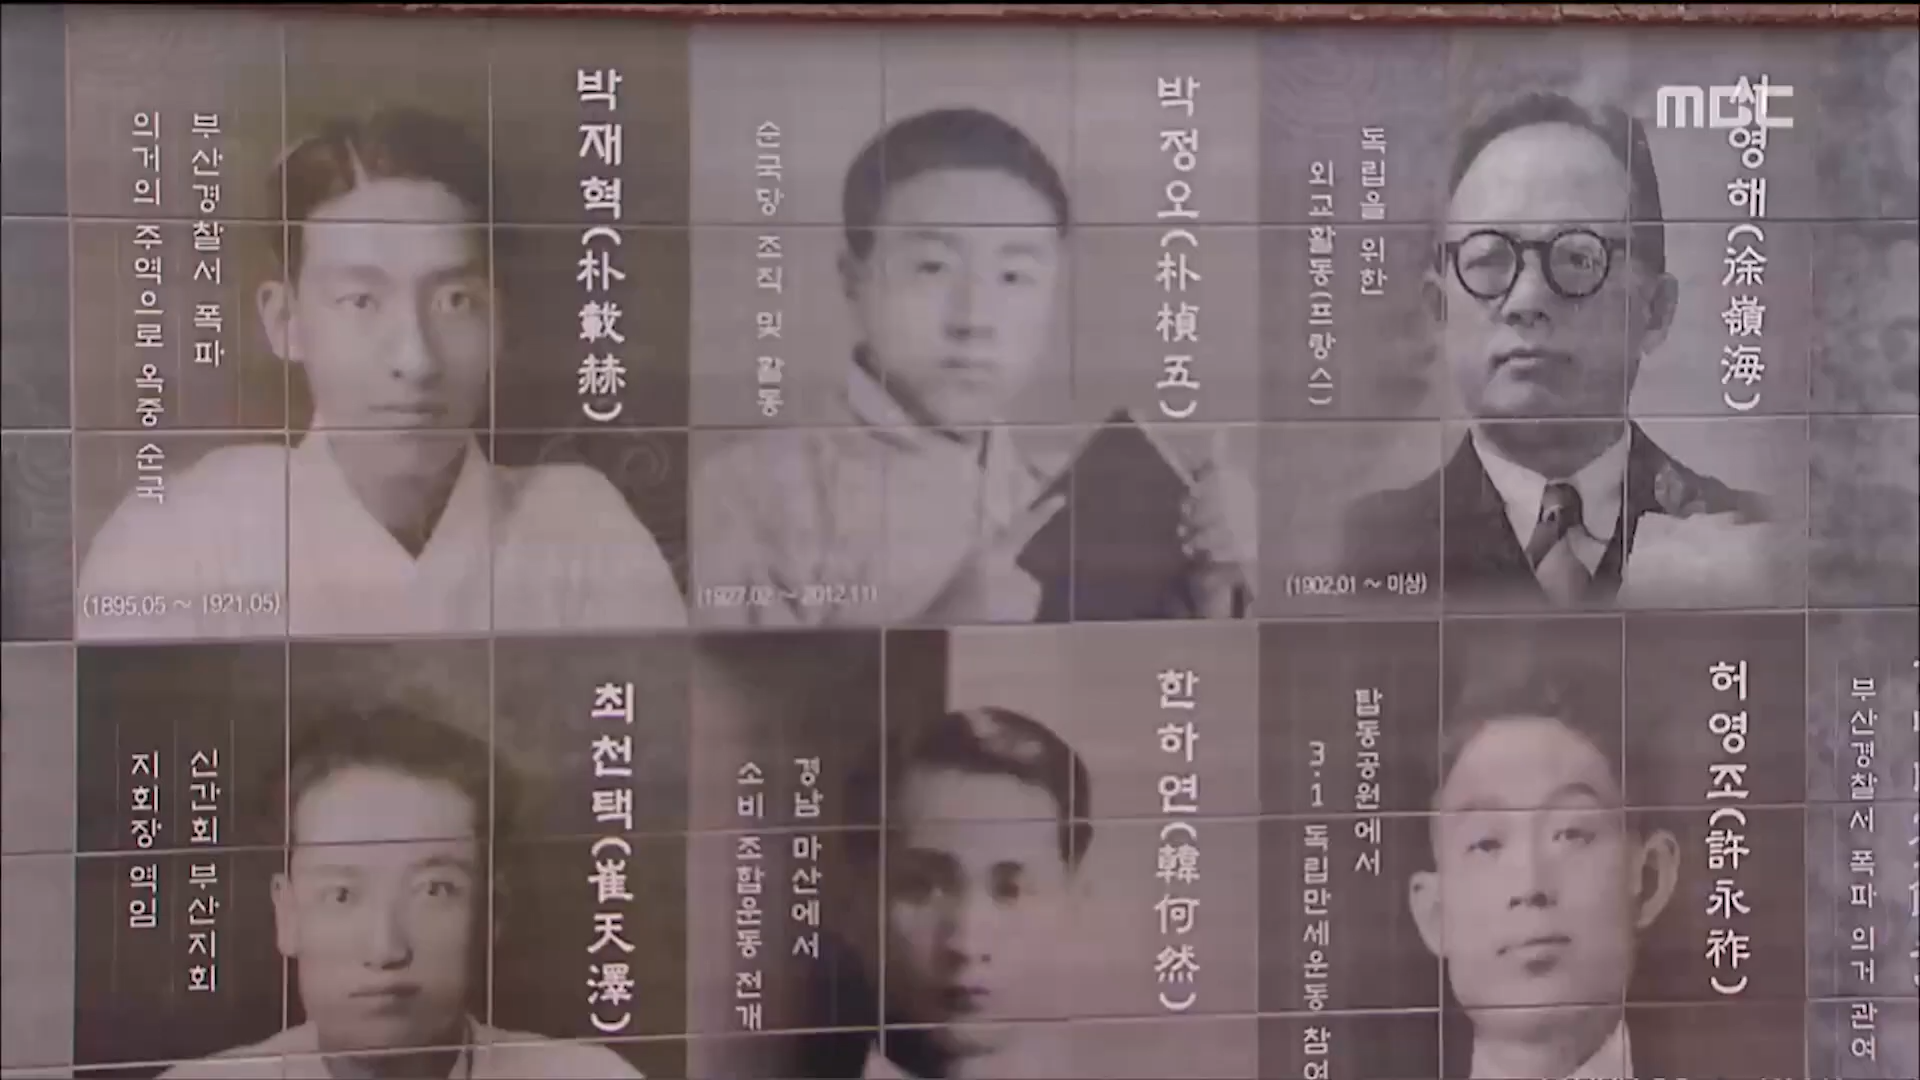 박재혁(朴載赫)
부산경찰서 폭파
의거의 주역으로 옥중 순국
(1895.05 ~ 1921.05)
박정오(朴楨五)
순국당 조직 및 활동
(1927.02 ~ 2012.11)
MBC
서영해(徐嶺海)
독립을 위한
외교활동(프랑스)
(1902.01 ~ 미상)
최천택(崔天澤)
신간회 부산지회
지회장 역임
한하연(韓何然)
경남 마산에서
소비 조합운동 전개
허영조(許永祚)
탑동공원에서
3·1 독립만세운동 참여
부산경찰서 폭파 의거 관여